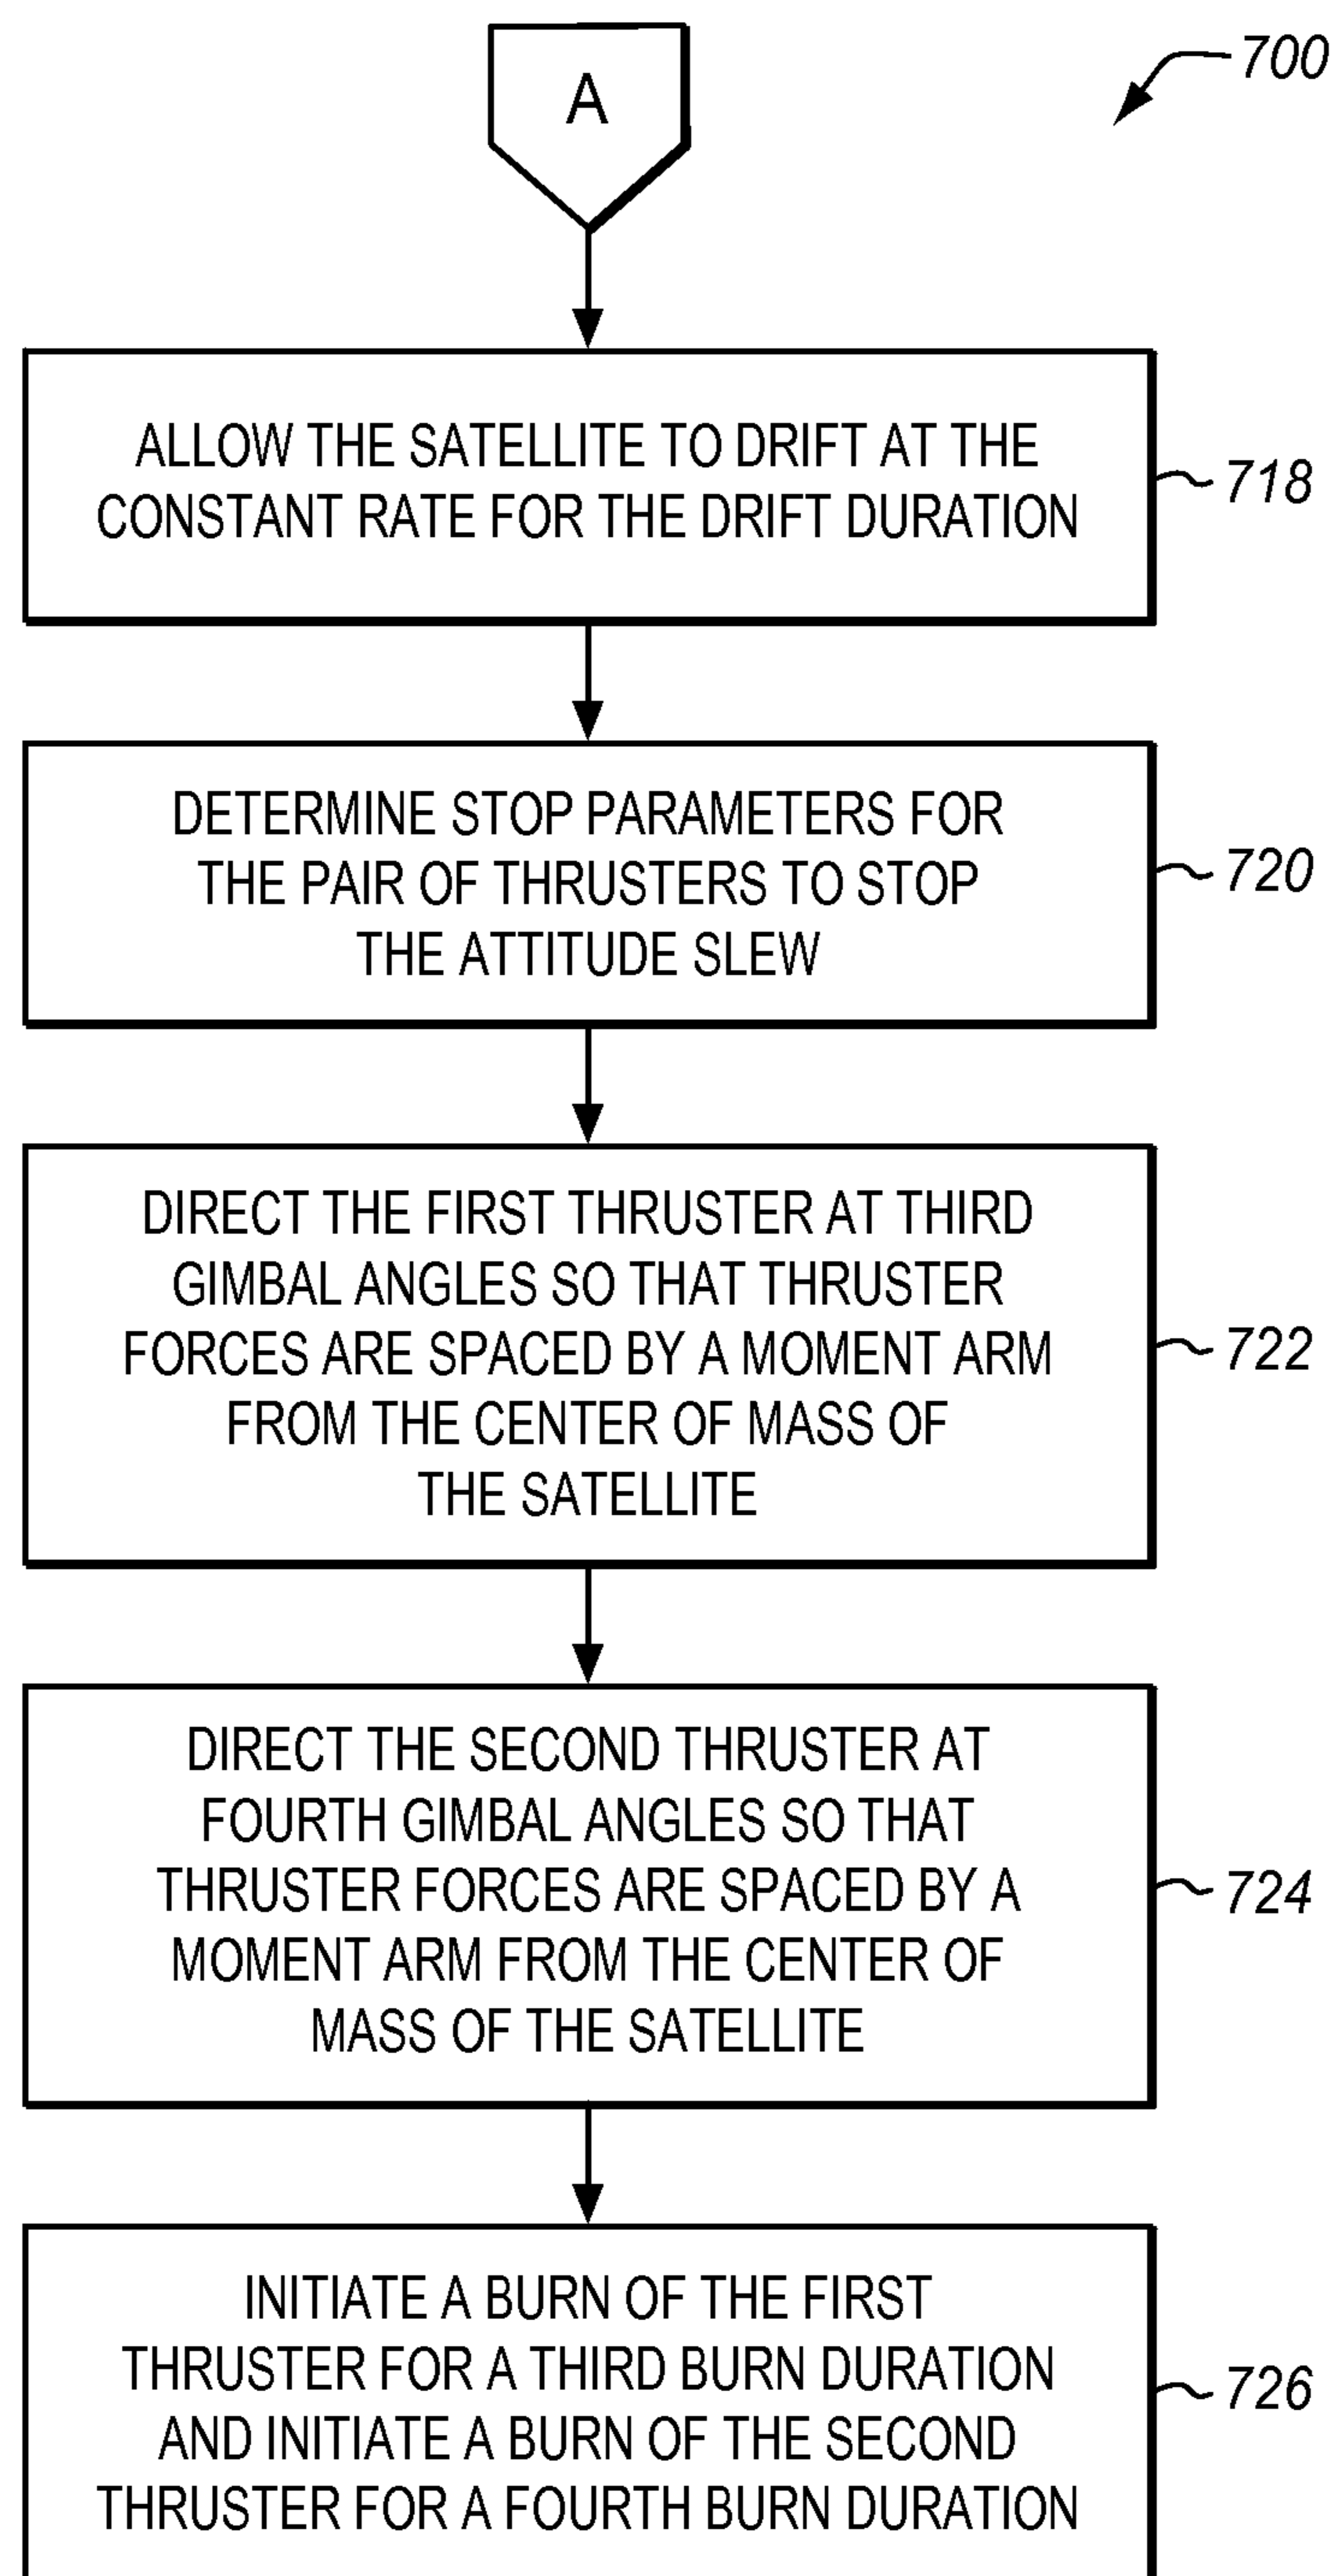 A
700
ALLOW THE SATELLITE TO DRIFT AT THE
CONSTANT RATE FOR THE DRIFT DURATION
718
DETERMINE STOP PARAMETERS FOR
THE PAIR OF THRUSTERS TO STOP
THE ATTITUDE SLEW
720
DIRECT THE FIRST THRUSTER AT THIRD
GIMBAL ANGLES SO THAT THRUSTER
FORCES ARE SPACED BY A MOMENT ARM
FROM THE CENTER OF MASS OF
THE SATELLITE
722
DIRECT THE SECOND THRUSTER AT
FOURTH GIMBAL ANGLES SO THAT
THRUSTER FORCES ARE SPACED BY A
MOMENT ARM FROM THE CENTER OF
MASS OF THE SATELLITE
724
INITIATE A BURN OF THE FIRST
THRUSTER FOR A THIRD BURN DURATION
AND INITIATE A BURN OF THE SECOND
THRUSTER FOR A FOURTH BURN DURATION
726